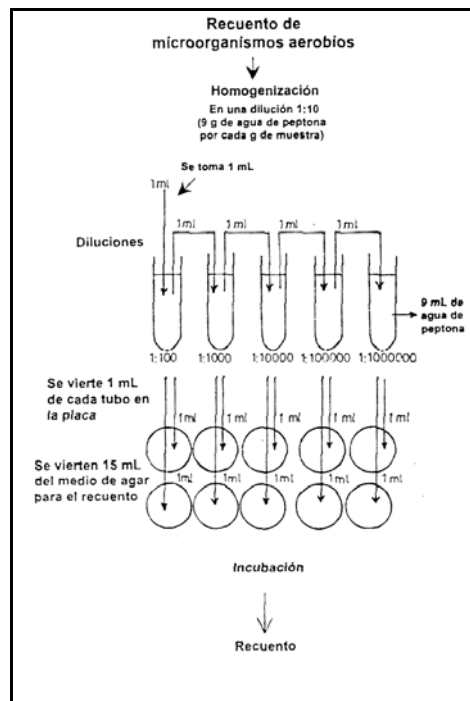 Recuento de
microorganísmos aerobios
Homogenización
En una dilución 1:10
(9 g de agua de peptona
por cada g de muestra)
Se toma 1 mL
1ml
1ml 1ml 1ml 1ml
Diluciones
9 mL de
agua de
peptona
1:100 1:1000 1:10000 1:100000 1:1000000
Se vierte 1 mL
de cada tubo en
la placa
1ml 1ml 1ml 1ml 1ml
Se vierten 15 mL
del medio de agar
para el recuento
1ml 1ml 1ml 1ml 1ml
Incubación
Recuento